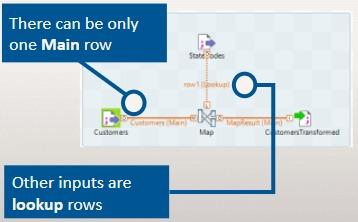 There can be only
one Main row
StateCodes
row1 (Lookup)
Customers (Main)
MapResult (Main)
Customers
Map
CustomersTransformed
Other inputs are
lookup rows